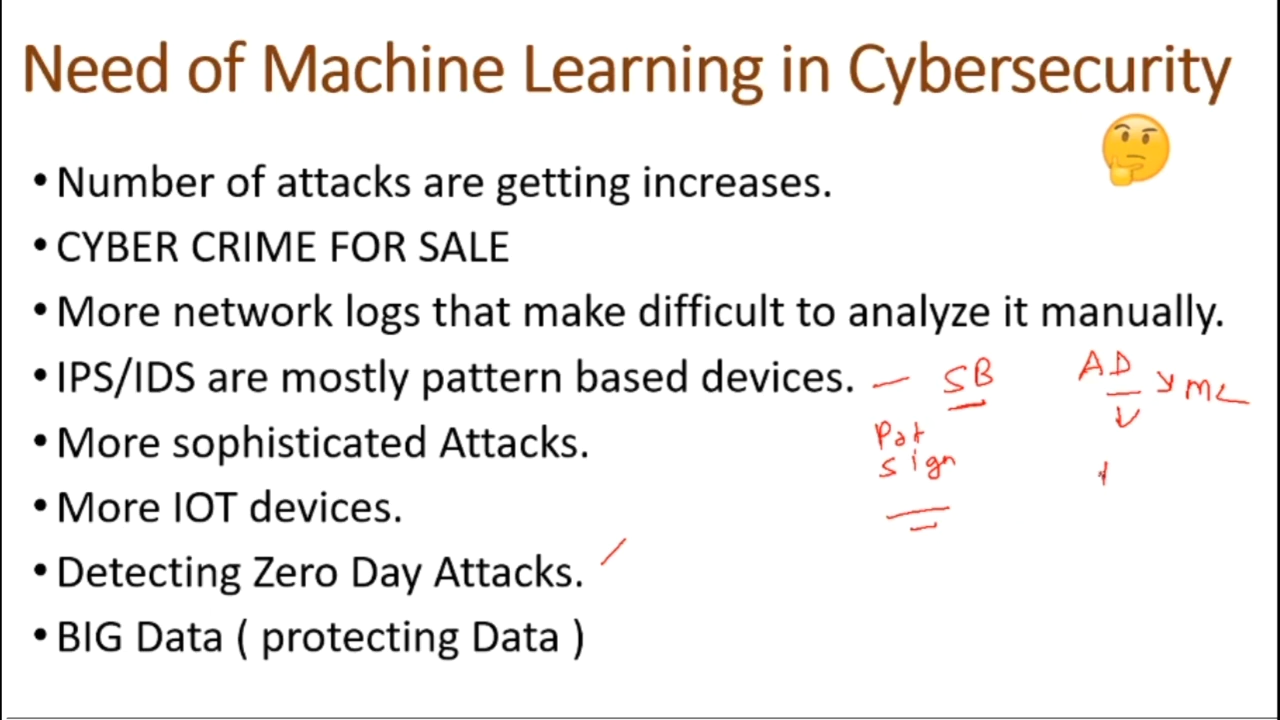 Need of Machine Learning in Cybersecurity
• Number of attacks are getting increases.
• CYBER CRIME FOR SALE
• More network logs that make difficult to analyze it manually.
• IPS/IDS are mostly pattern based devices. — SB AD ML
• More sophisticated Attacks.
Pat
sign
• More IOT devices.
• Detecting Zero Day Attacks.
• BIG Data ( protecting Data )